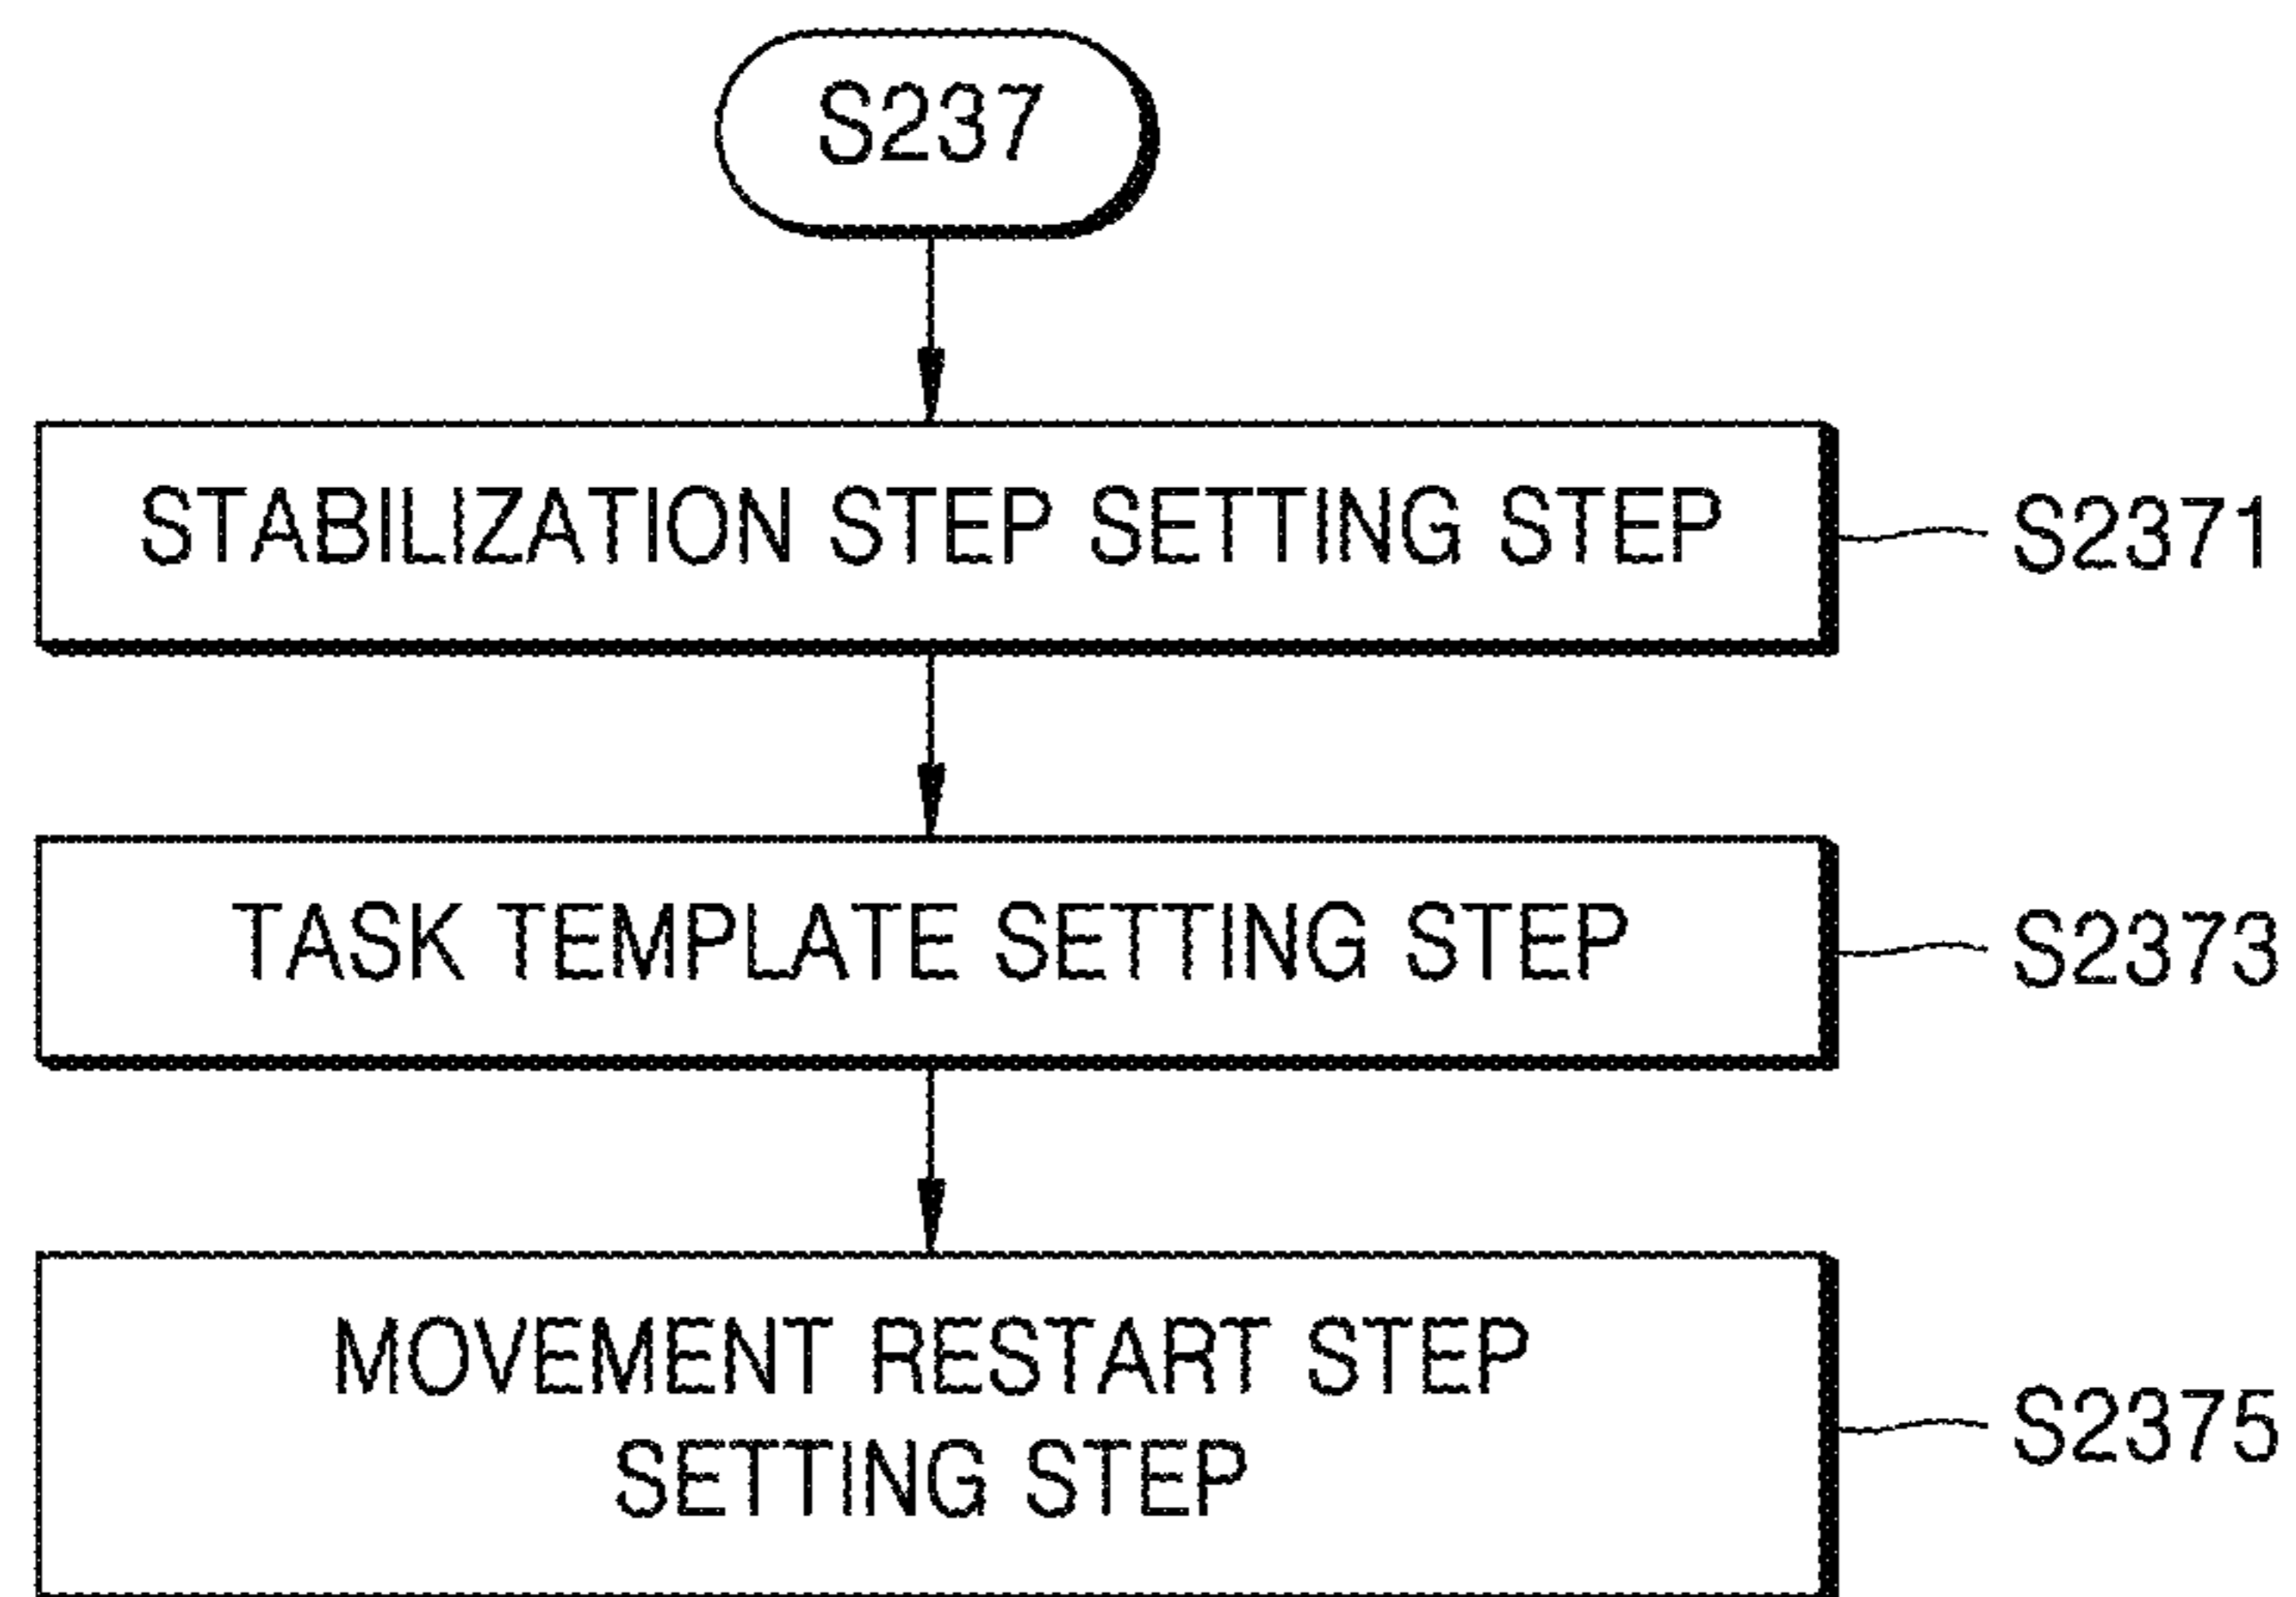 S237
STABILIZATION STEP SETTING STEP
S2371
TASK TEMPLATE SETTING STEP
S2373
MOVEMENT RESTART STEP
SETTING STEP
S2375